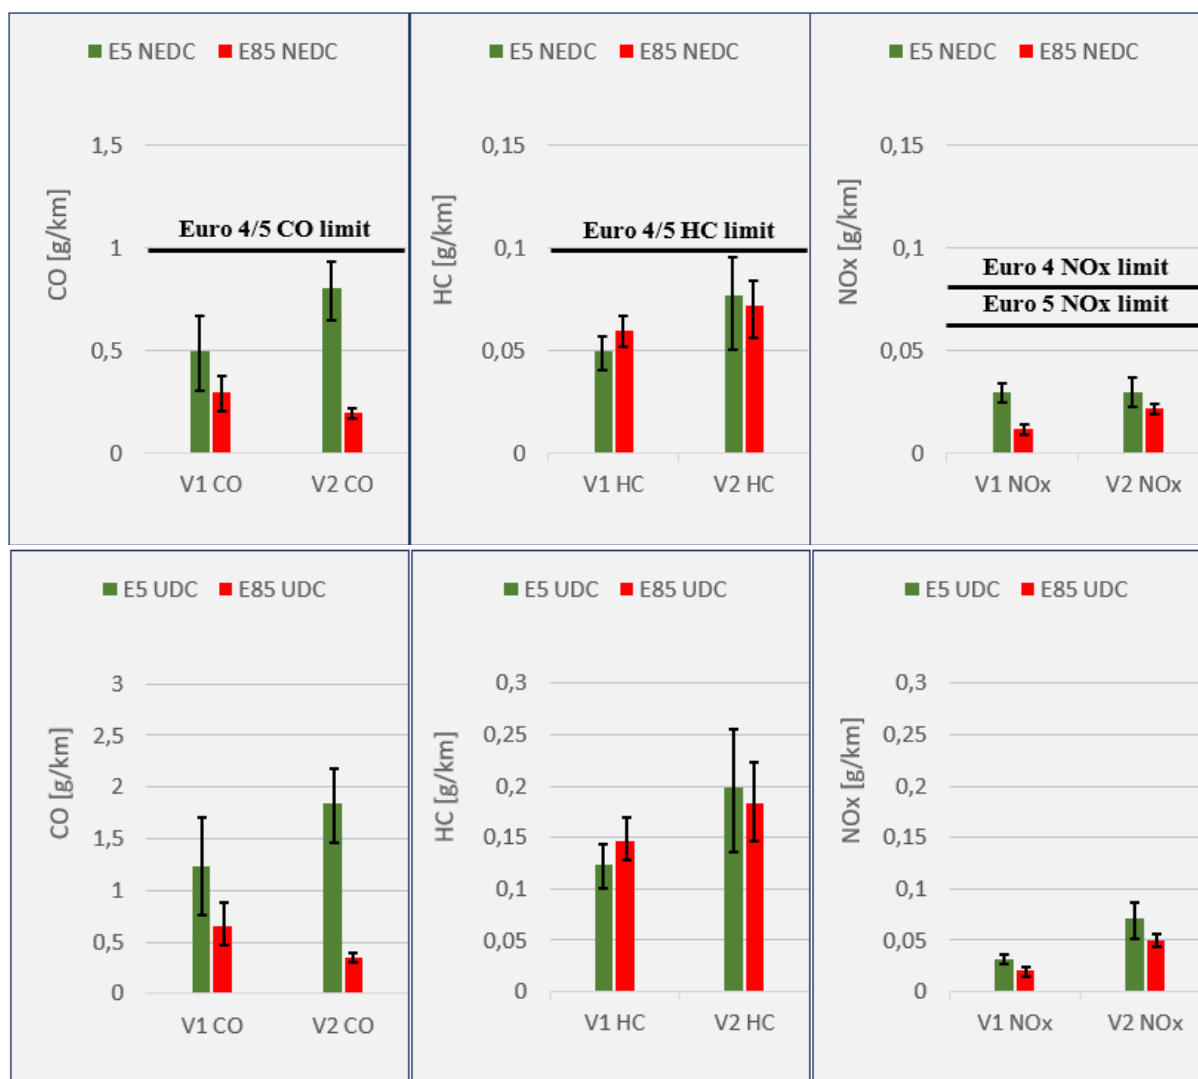 E5 NEDC E85 NEDC
CO [g/km]
1,5
Euro 4/5 CO limit
1
0,5
0
V1 CO V2 CO
E5 NEDC E85 NEDC
HC [g/km]
0,15
Euro 4/5 HC limit
0,1
0,05
0
V1 HC V2 HC
E5 NEDC E85 NEDC
NOx [g/km]
0,15
0,1
Euro 4 NOx limit
Euro 5 NOx limit
0,05
0
V1 NOx V2 NOx
E5 UDC E85 UDC
CO [g/km]
3
2,5
2
1,5
1
0,5
0
V1 CO V2 CO
E5 UDC E85 UDC
HC [g/km]
0,3
0,25
0,2
0,15
0,1
0,05
0
V1 HC V2 HC
E5 UDC E85 UDC
NOx [g/km]
0,3
0,25
0,2
0,15
0,1
0,05
0
V1 NOx V2 NOx